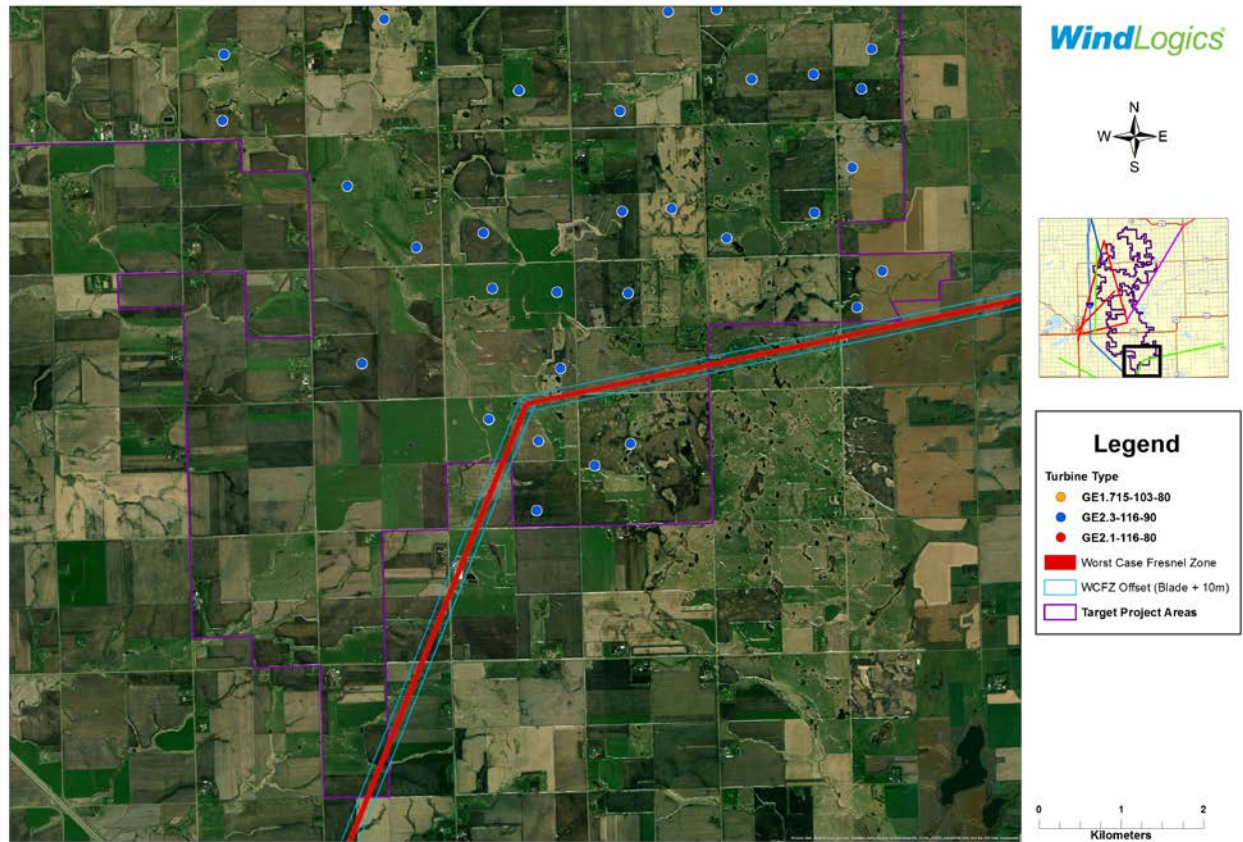 WindLogics
N
W E
S
Legend
Turbine Type
GE1.715-103-80
GE2.3-116-90
GE2.1-116-80
Worst Case Fresnel Zone
WCFZ Offset (Blade + 10m)
Target Project Areas
0 1 2
Kilometers